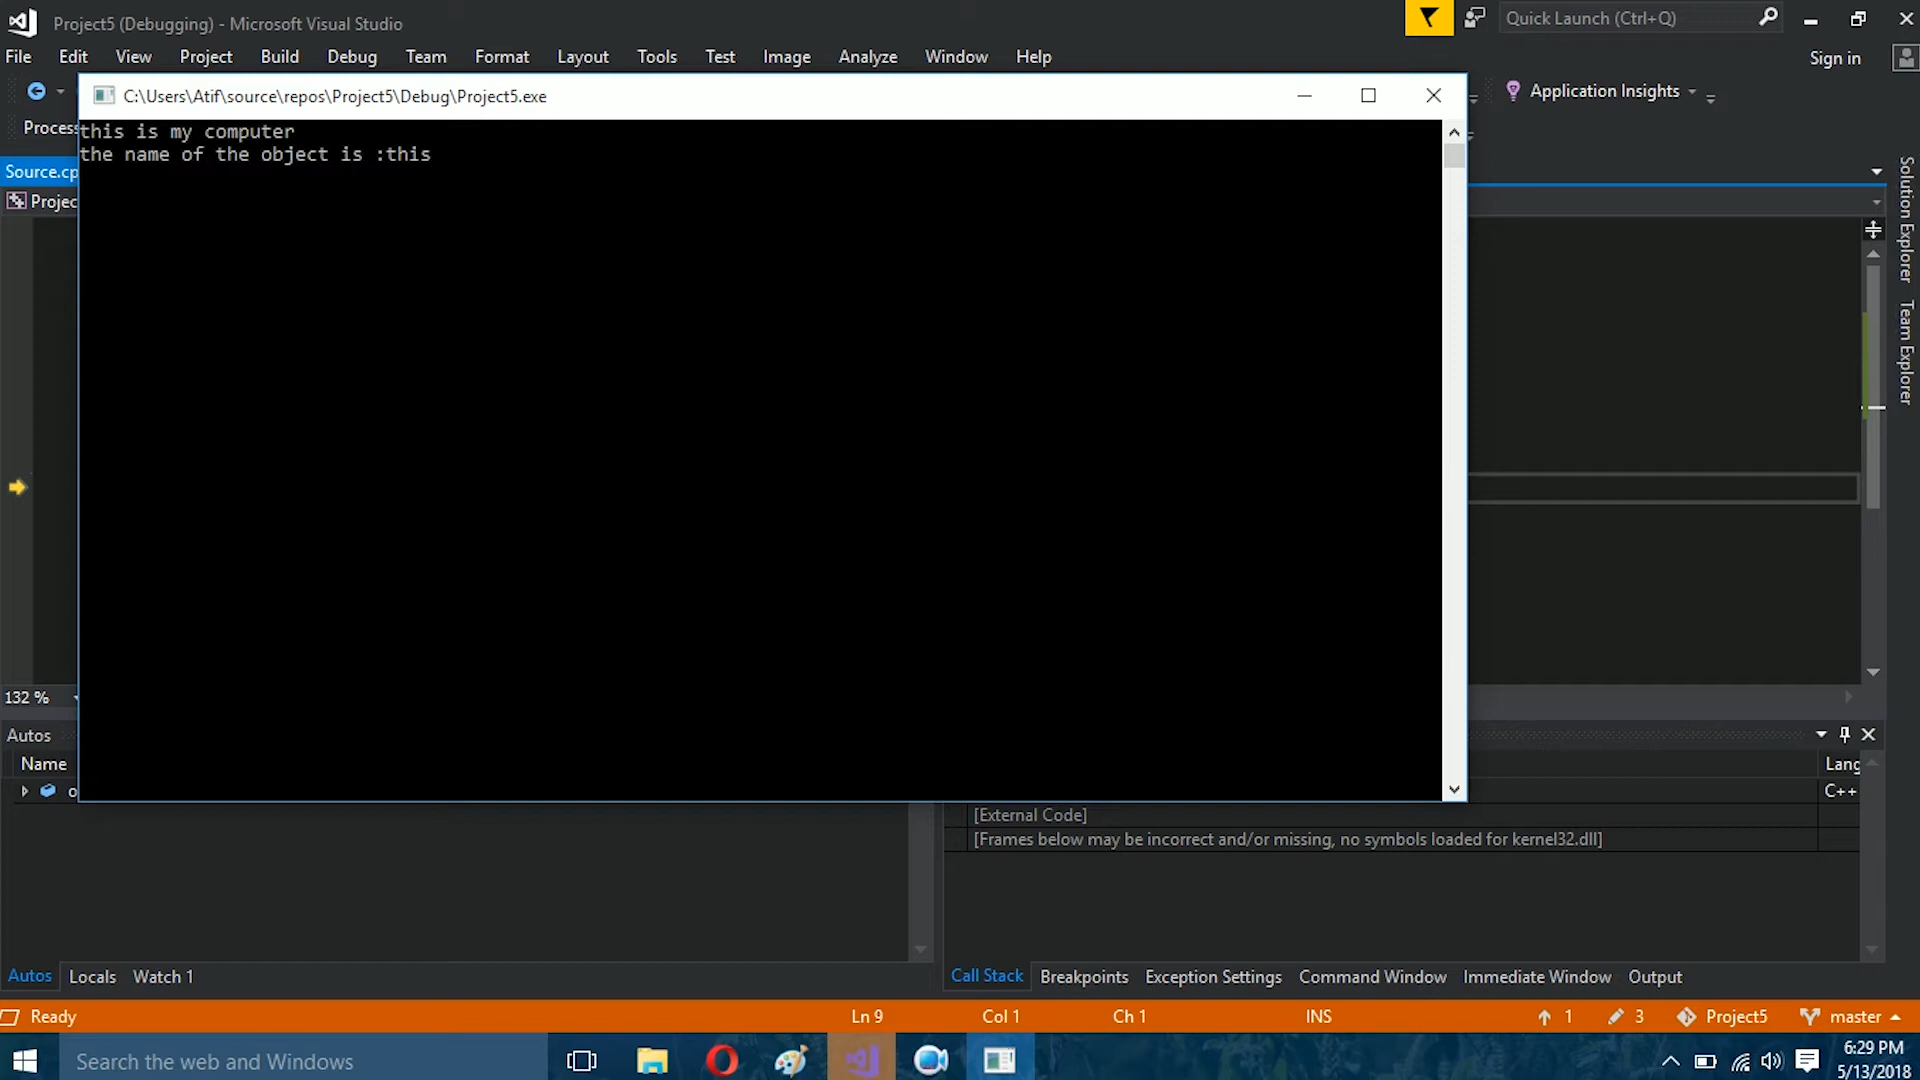 Project5 (Debugging) - Microsoft Visual Studio
Quick Launch (Ctrl+Q)
File Edit View Project Build Debug Team Format Layout Tools Test Image Analyze Window Help
Sign in
C:\Users\Atif\source\repos\Project5\Debug\Project5.exe
Application Insights
Process
this is my computer
the name of the object is :this
Source.cp
Projec
Solution Explorer
Team Explorer
132 %
Autos
Name
Lang
o
C++
[External Code]
[Frames below may be incorrect and/or missing, no symbols loaded for kernel32.dll]
Autos Locals Watch 1
Call Stack Breakpoints Exception Settings Command Window Immediate Window Output
Ready Ln 9 Col 1 Ch 1 INS 1 3 Project5 master
Search the web and Windows
6:29 PM
5/13/2018